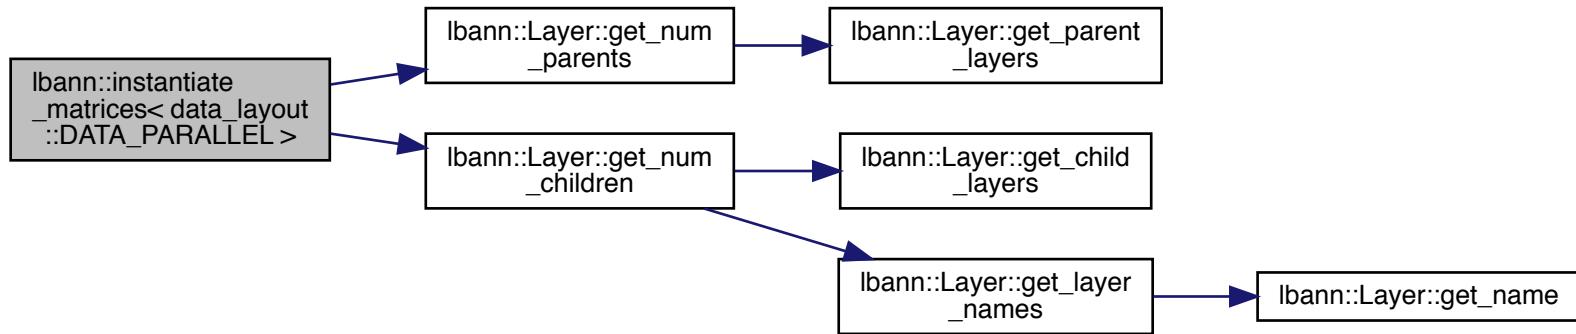 lbann::instantiate
_matrices< data_layout
::DATA_PARALLEL >
lbann::Layer::get_num
_parents
lbann::Layer::get_parent
_layers
lbann::Layer::get_num
_children
lbann::Layer::get_child
_layers
lbann::Layer::get_layer
_names
lbann::Layer::get_name